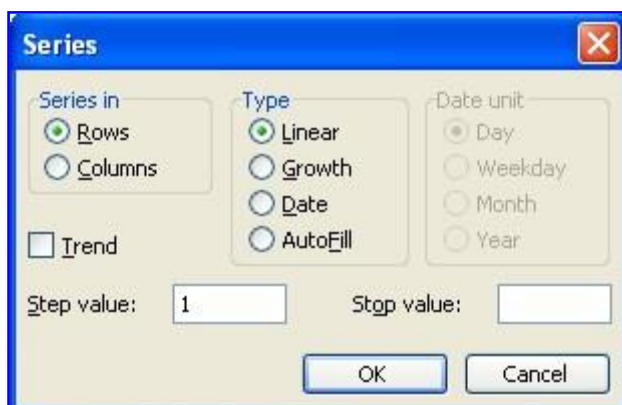 Series
Series in
Rows
Columns
Trend
Type
Linear
Growth
Date
AutoFill
Date unit
Day
Weekday
Month
Year
Step value: 1
Stop value:
OK
Cancel